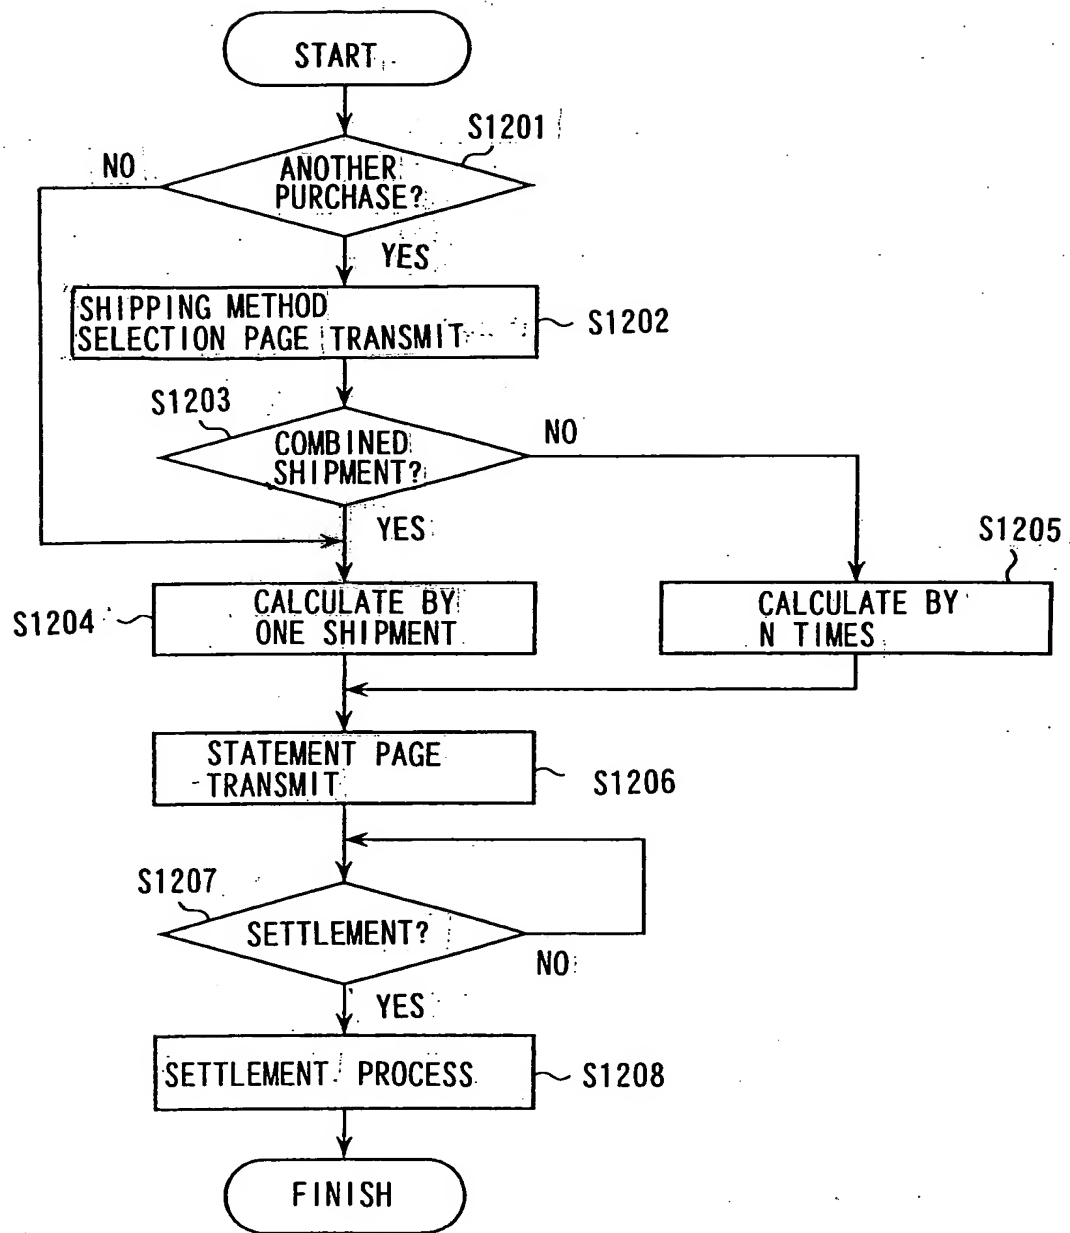 START
S1201
NO
ANOTHER
PURCHASE?
YES
SHIPPING METHOD
SELECTION PAGE TRANSMIT
S1202
S1203
COMBINED
SHIPMENT?
NO
YES
S1205
S1204
CALCULATE BY
ONE SHIPMENT
CALCULATE BY
N TIMES
STATEMENT PAGE
TRANSMIT
S1206
S1207
SETTLEMENT?
NO
YES
SETTLEMENT PROCESS
S1208
FINISH